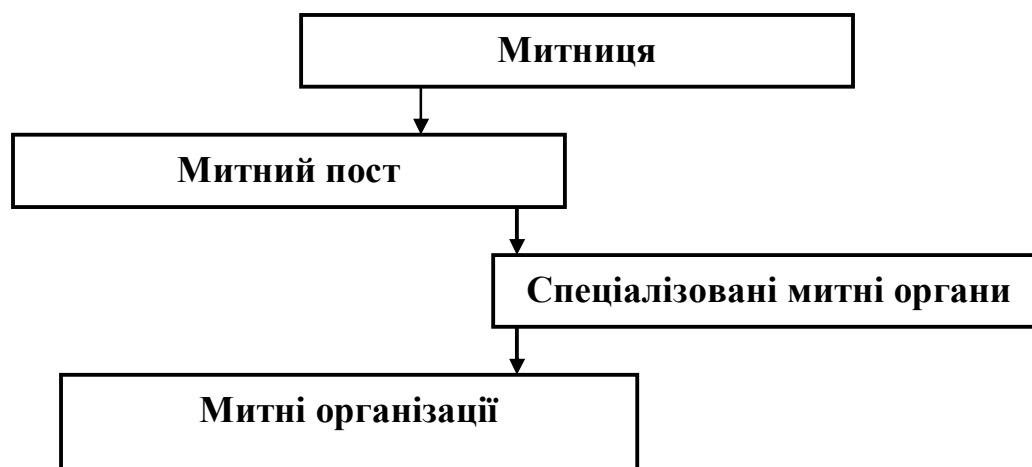 Митниця
Митний пост
Спеціалізовані митні органи
Митні організації